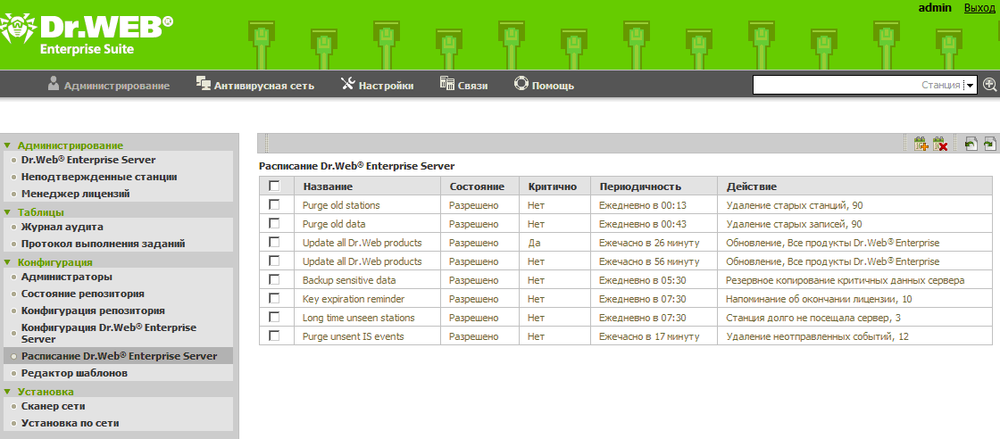 admin Выход
Dr.WEB®
Enterprise Suite
Администрирование Антивирусная сеть Настройки Связи Помощь Станция
Администрирование
Dr.Web® Enterprise Server
Неподтвержденные станции
Менеджер лицензий
Таблицы
Журнал аудита
Протокол выполнения заданий
Конфигурация
Администраторы
Состояние репозитория
Конфигурация репозитория
Конфигурация Dr.Web® Enterprise
Server
Расписание Dr.Web® Enterprise Server
Редактор шаблонов
Установка
Сканер сети
Установка по сети
Расписание Dr.Web® Enterprise Server
Название Состояние Критично Периодичность Действие
Purge old stations Разрешено Нет Ежедневно в 00:13 Удаление старых станций, 90
Purge old data Разрешено Нет Ежедневно в 00:43 Удаление старых записей, 90
Update all Dr.Web products Разрешено Да Ежечасно в 26 минуту Обновление, Все продукты Dr.Web® Enterprise
Update all Dr.Web products Разрешено Нет Ежечасно в 56 минуту Обновление, Все продукты Dr.Web® Enterprise
Backup sensitive data Разрешено Нет Ежедневно в 05:30 Резервное копирование критичных данных сервера
Key expiration reminder Разрешено Нет Ежедневно в 07:30 Напоминание об окончании лицензии, 10
Long time unseen stations Разрешено Нет Ежедневно в 07:30 Станция долго не посещала сервер, 3
Purge unsent IS events Разрешено Нет Ежечасно в 17 минуту Удаление неотправленных событий, 12